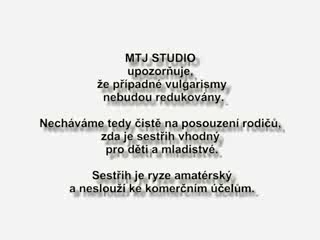 MTJ STUDIO
upozorňuje,
že případné vulgarismy
nebudou redukovány.
Necháváme tedy čistě na posouzení rodičů,
zda je sestřih vhodný
pro děti a mladistvé.
Sestřih je ryze amatérský
a neslouží ke komerčním účelům.